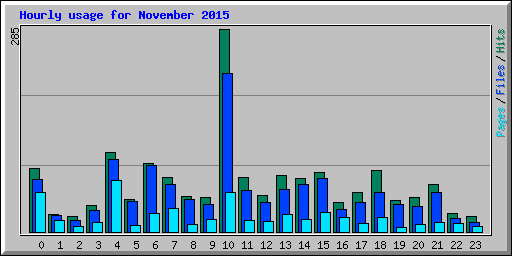 Hourly usage for November 2015
285
Pages/Files/Hits
0 1 2 3 4 5 6 7 8 9 10 11 12 13 14 15 16 17 18 19 20 21 22 23